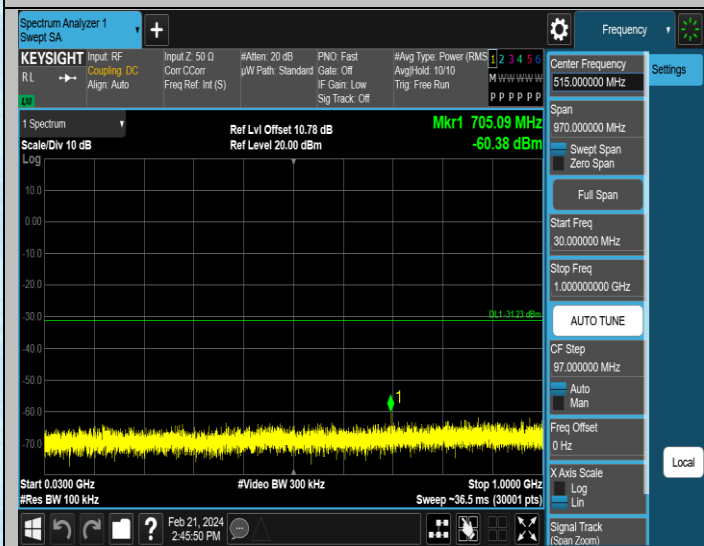 Spectrum Analyzer 1
Swept SA
Frequency
KEYSIGHT
Input: RF
Input Z: 50 Ω
#Atten: 20 dB
PNO: Fast
#Avg Type: Power (RMS
1 2 3 4 5 6
R L
Coupling: DC
Corr CCorr
µW Path: Standard
Gate: Off
Avg|Hold: 10/10
M W W W W W
Align: Auto
Freq Ref: Int (S)
IF Gain: Low
Trig: Free Run
Sig Track: Off
P P P P P P
LXI
1 Spectrum
Ref Lvl Offset 10.78 dB
Mkr1 705.09 MHz
Scale/Div 10 dB
Ref Level 20.00 dBm
-60.38 dBm
Log
10.0
0.00
-10.0
-20.0
-30.0
DL1 -31.23 dBm
-40.0
-50.0
-60.0
-70.0
1
Start 0.0300 GHz
#Video BW 300 kHz
Stop 1.0000 GHz
#Res BW 100 kHz
Sweep ~36.5 ms (30001 pts)
Feb 21, 2024
2:45:50 PM
Center Frequency
515.000000 MHz
Settings
Span
970.000000 MHz
Swept Span
Zero Span
Full Span
Start Freq
30.000000 MHz
Stop Freq
1.000000000 GHz
AUTO TUNE
CF Step
97.000000 MHz
Auto
Man
Freq Offset
0 Hz
X Axis Scale
Log
Lin
Local
Signal Track
(Span Zoom)